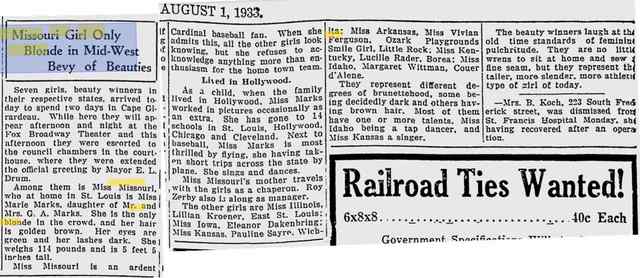 AUGUST 1, 1933.
Missouri Girl Only
Blonde in Mid-West
Bevy of Beauties
Seven girls, beauty winners in
their respective states, arrived to-
day to spend two days in Cape Gi-
rardeau. While here they will ap-
pear afternoon and night at the
Fox Broadway Theater and this
afternoon they were escorted to
the council chambers in the court-
house, where they were extended
the official greeting by Mayor E. L.
Drum.
Among them is Miss Missouri,
who at home in St. Louis is Miss
Marie Marks, daughter of Mr. and
Mrs. G. A. Marks. She is the only
blonde in the crowd, and her hair
is golden brown. Her eyes are
green and her lashes dark. She
weighs 114 pounds and is 5 feet 5
inches tall.
Miss Missouri is an ardent
Cardinal baseball fan. When she
admits this, all the other girls look
knowing, but she refuses to ac-
knowledge anything more than en-
thusiasm for the home town team.
Lived in Hollywood.
As a child, when the family
lived in Hollywood, Miss Marks
worked in pictures occasionally as
an extra. She has gone to 14
schools in St. Louis, Hollywood,
Chicago and Cleveland. Next to
baseball, Miss Marks is most
thrilled by flying, she having tak-
en short trips across the state by
plane. She sings and dances.
Miss Missouri's mother travels
with the girls as a chaperon. Roy
Zerby also is along as manager.
The other girls are Miss Illinois,
Lillian Kroener, East St. Louis;
Miss Iowa, Eleanor Dakenbring;
Miss Kansas, Pauline Sayre, Wich-
ita; Miss Arkansas, Miss Vivian
Ferguson, Ozark Playgrounds
Smile Girl, Little Rock; Miss Ken-
tucky, Lucille Rader, Borea; Miss
Idaho, Margaret Wittman, Couer
d'Alene.
They represent different de-
grees of brunettehood, some be-
ing decidedly dark and others hav-
ing brown hair. Most of them
have one or more talents, Miss
Idaho being a tap dancer, and
Miss Kansas a singer.
The beauty winners laugh at the
old time standards of feminine
pulchritude. They are no little
wrens to sit at home and sew a
fine seam, but they represent the
taller, more slender, more athletic
type of girl of today.
—Mrs. B. Koch, 223 South Fred-
erick street, was dismissed from
St. Francis Hospital Monday, she
having recovered after an opera-
tion.
Railroad Ties Wanted!
6x8x8 40c Each
Government Specifications